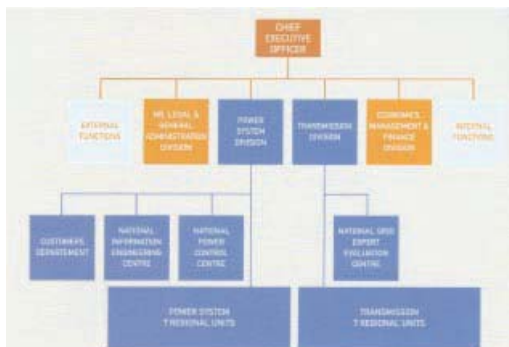 CHIEF
EXECUTIVE
OFFICER
EXTERNAL
FUNCTIONS
HR, LEGAL &
GENERAL
ADMINISTRATION
DIVISION
POWER
SYSTEM
DIVISION
TRANSMISSION
DIVISION
ECONOMICS,
MANAGEMENT &
FINANCE
DIVISION
INTERNAL
FUNCTIONS
CUSTOMERS
DEPARTEMENT
NATIONAL
INFORMATION
ENGINEERING
CENTRE
NATIONAL
POWER
CONTROL
CENTRE
NATIONAL GRID
EXPERT
EVALUATION
CENTRE
POWER SYSTEM
7 REGIONAL UNITS
TRANSMISSION
7 REGIONAL UNITS